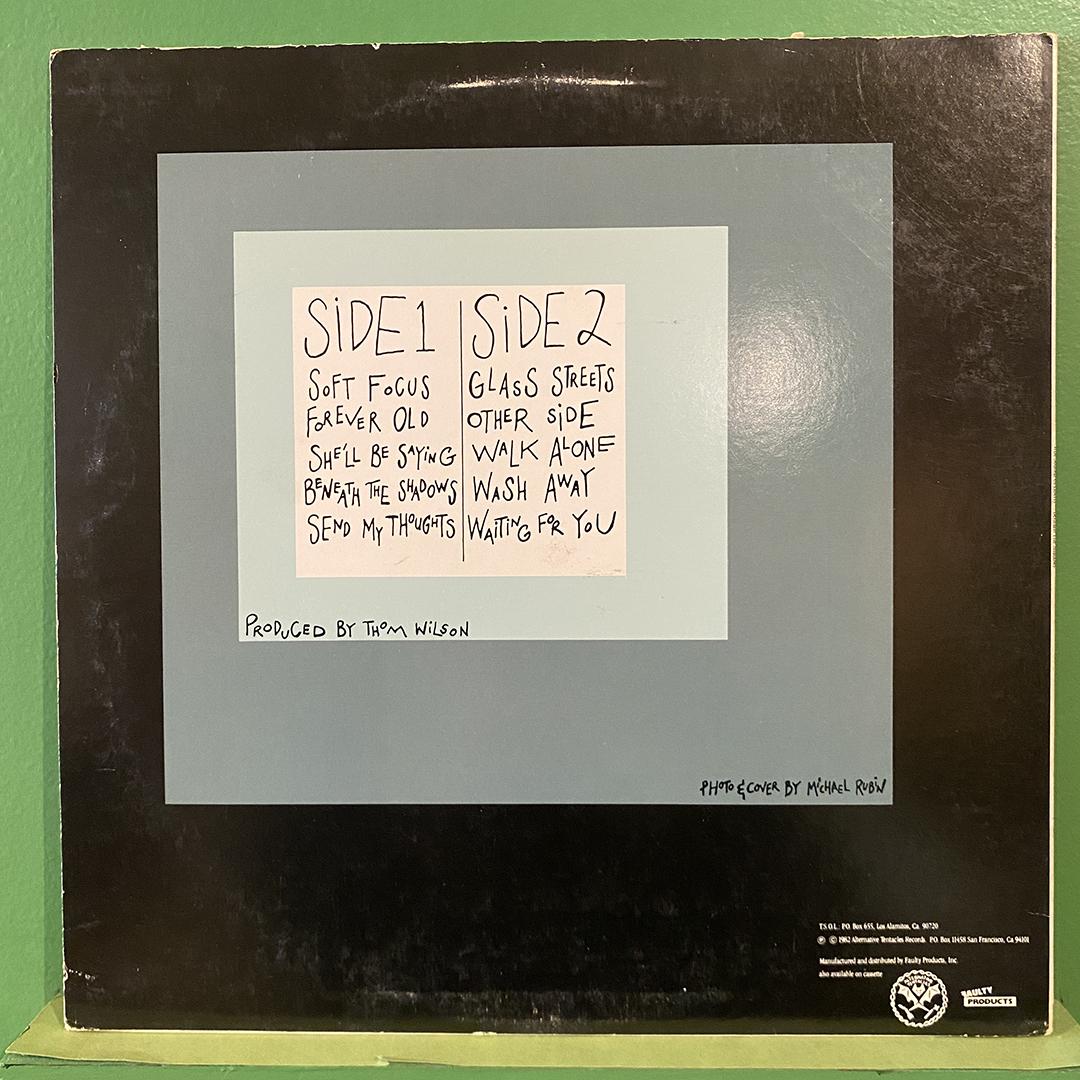 SiDE 1
SOFT FOCUS
FOREVER OLD
SHE'LL BE SAYiNG
BENEATH THE SHADOWS
SEND MY THOUGHTS
SiDE 2
GLASS STREETS
OTHER SiDE
WALK ALONE
WASH AWAY
WAiTiNG FOR YOU
PRODUCED BY THOM WiLSON
PHOTO & COVER BY MiCHAEL RUBiN
T.S.O.L. P.O. Box 655, Los Alamitos, Ca. 90720
Ⓟ © 1982 Alternative Tentacles Records P.O. Box 11458 San Francisco, Ca 94101
Manufactured and distributed by Faulty Products, Inc.
also available on cassette
FAULTY
PRODUCTS